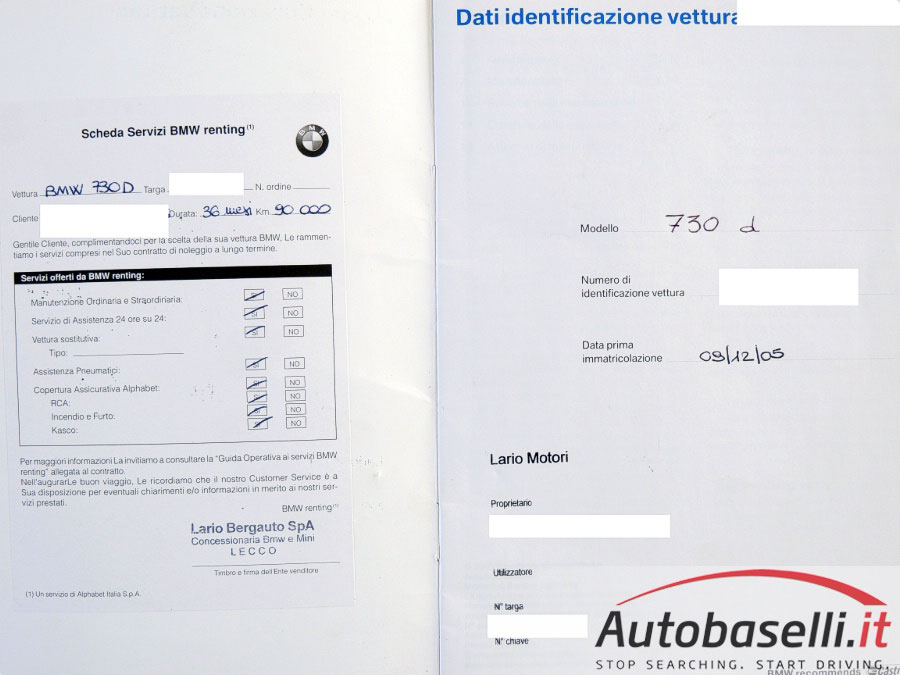 Scheda Servizi BMW renting(1)
BMW
Vettura BMW 730D Targa N. ordine
Cliente Durata: 36 mesi Km. 90.000
Gentile Cliente, complimentandoci per la scelta della sua vettura BMW, Le rammen-
tiamo i servizi compresi nel Suo contratto di noleggio a lungo termine.
Servizi offerti da BMW renting:
Manutenzione Ordinaria e Straordinaria: SI NO
Servizio di Assistenza 24 ore su 24: SI NO
Vettura sostitutiva: SI NO
Tipo:
Assistenza Pneumatici: SI NO
Copertura Assicurativa Alphabet: SI NO
RCA: SI NO
Incendio e Furto: SI NO
Kasco: SI NO
Per maggiori informazioni La invitiamo a consultare la "Guida Operativa ai servizi BMW
renting" allegata al contratto.
Nell'augurarLe buon viaggio, Le ricordiamo che il nostro Customer Service è a
Sua disposizione per eventuali chiarimenti e/o informazioni in merito ai nostri ser-
vizi prestati.
BMW renting(1)
Lario Bergauto SpA
Concessionaria Bmw e Mini
LECCO
Timbro e firma dell'Ente venditore
(1) Un servizio di Alphabet Italia S.p.A.
Dati identificazione vettura
Modello 730 d
Numero di
identificazione vettura
Data prima
immatricolazione 09/12/05
Lario Motori
Proprietario
Utilizzatore
N° targa
N° chiave
Autobaselli.it
STOP SEARCHING. START DRIVING.
BMW recommends Castr